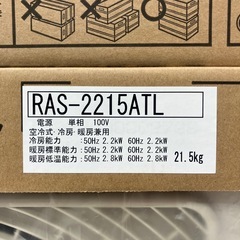 RAS-2215ATL
電源 単相 100V
空冷式 冷房・暖房兼用
冷房能力 :50Hz 2.2kW 60Hz 2.2kW
暖房標準能力 :50Hz 2.2kW 60Hz 2.2kW
暖房低温能力 :50Hz 2.8kW 60Hz 2.8kW 21.5kg